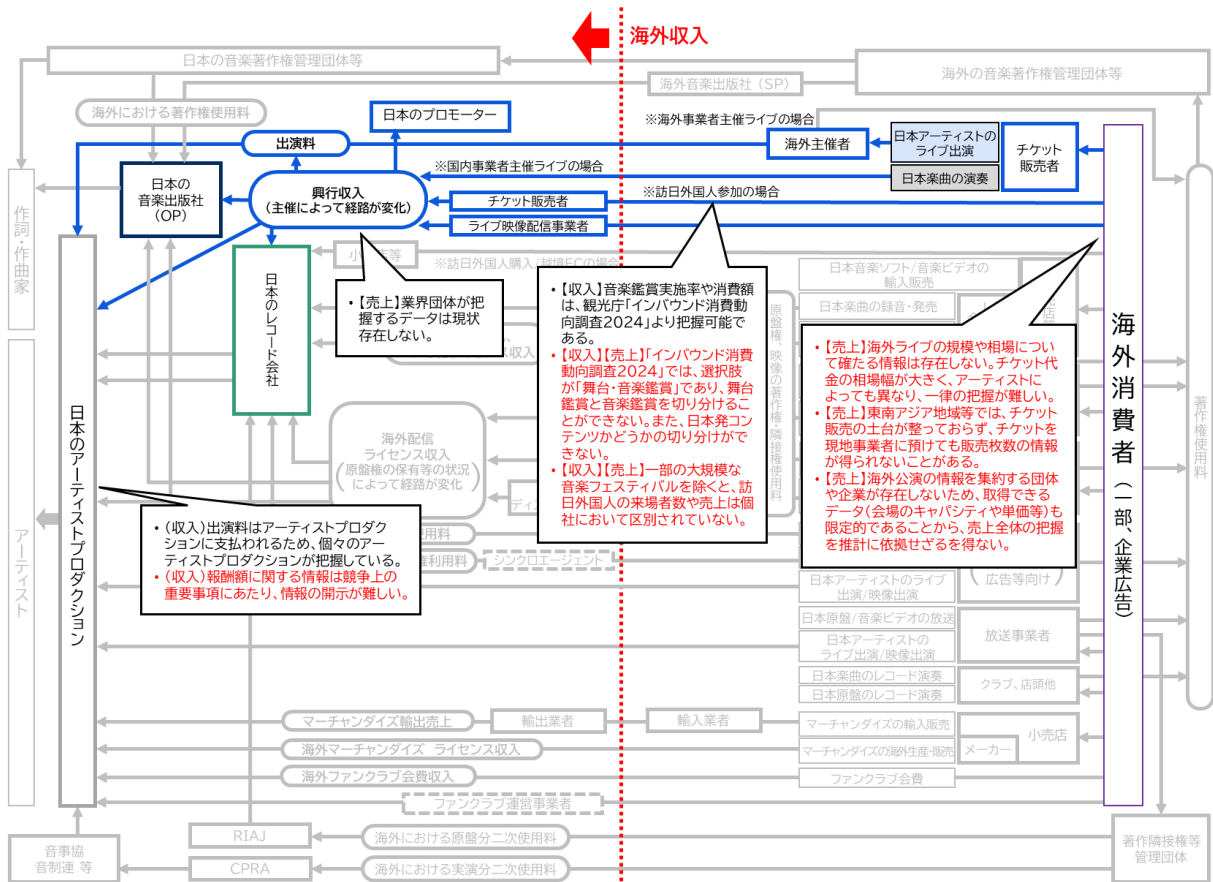 海外収入
日本の音楽著作権管理団体等
海外の音楽著作権管理団体等
海外音楽出版社(SP)
海外における著作権使用料
日本のプロモーター
※海外事業者主催ライブの場合
出演料
海外主催者
日本アーティストの
ライブ出演
チケット
販売者
※国内事業者主催ライブの場合
日本楽曲の演奏
日本の
音楽出版社
(OP)
興行収入
(主催によって経路が変化)
※訪日外国人参加の場合
チケット販売者
ライブ映像配信事業者
作詞・作曲家
アーティスト
日本のアーティストプロダクション
日本のレコード会社
※訪日外国人購入/越境ECの場合
日本音楽ソフト/音楽ビデオの
輸入販売
日本楽曲の録音・発売
原盤権、映像の著作権・隣接権使用料
海外消費者(一部、企業広告)
著作権使用料
・【売上】業界団体が把
握するデータは現状
存在しない。
・【収入】音楽鑑賞実施率や消費額
は、観光庁「インバウンド消費動
向調査2024」より把握可能で
ある。
・【収入】【売上】「インバウンド消費
動向調査2024」では、選択肢
が「舞台・音楽鑑賞」であり、舞台
鑑賞と音楽鑑賞を切り分けること
ができない。また、日本発コン
テンツかどうかの切り分けがで
きない。
・【収入】【売上】一部の大規模な
音楽フェスティバルを除くと、訪
日外国人の来場者数や売上は個
社において区別されていない。
・【売上】海外ライブの規模や相場につい
て確たる情報は存在しない。チケット代
金の相場幅が大きく、アーティストに
よっても異なり、一律の把握が難しい。
・【売上】東南アジア地域等では、チケット
販売の土台が整っておらず、チケットを
現地事業者に預けても販売枚数の情報
が得られないことがある。
・【売上】海外公演の情報を集約する団体
や企業が存在しないため、取得できる
データ(会場のキャパシティや単価等)も
限定的であることから、売上全体の把握
を推計に依拠せざるを得ない。
海外配信
ライセンス収入
(原盤権の保有等の状況
によって経路が変化)
・(収入)出演料はアーティストプロダク
ションに支払われるため、個々のアー
ティストプロダクションが把握している。
・(収入)報酬額に関する情報は競争上の
重要事項にあたり、情報の開示が難しい。
シンクロエージェント
日本アーティストのライブ
出演/映像出演
広告等向け
日本原盤/音楽ビデオの放送
日本アーティストの
ライブ出演/映像出演
放送事業者
日本楽曲のレコード演奏
日本原盤のレコード演奏
クラブ、店頭他
マーチャンダイズ輸出売上
輸出業者
輸入業者
マーチャンダイズの輸入販売
小売店
海外マーチャンダイズ ライセンス収入
マーチャンダイズの海外生産・販売
メーカー
海外ファンクラブ会費収入
ファンクラブ会費
ファンクラブ運営事業者
音事協
音制連 等
RIAJ
海外における原盤分二次使用料
CPRA
海外における実演分二次使用料
著作隣接権等
管理団体